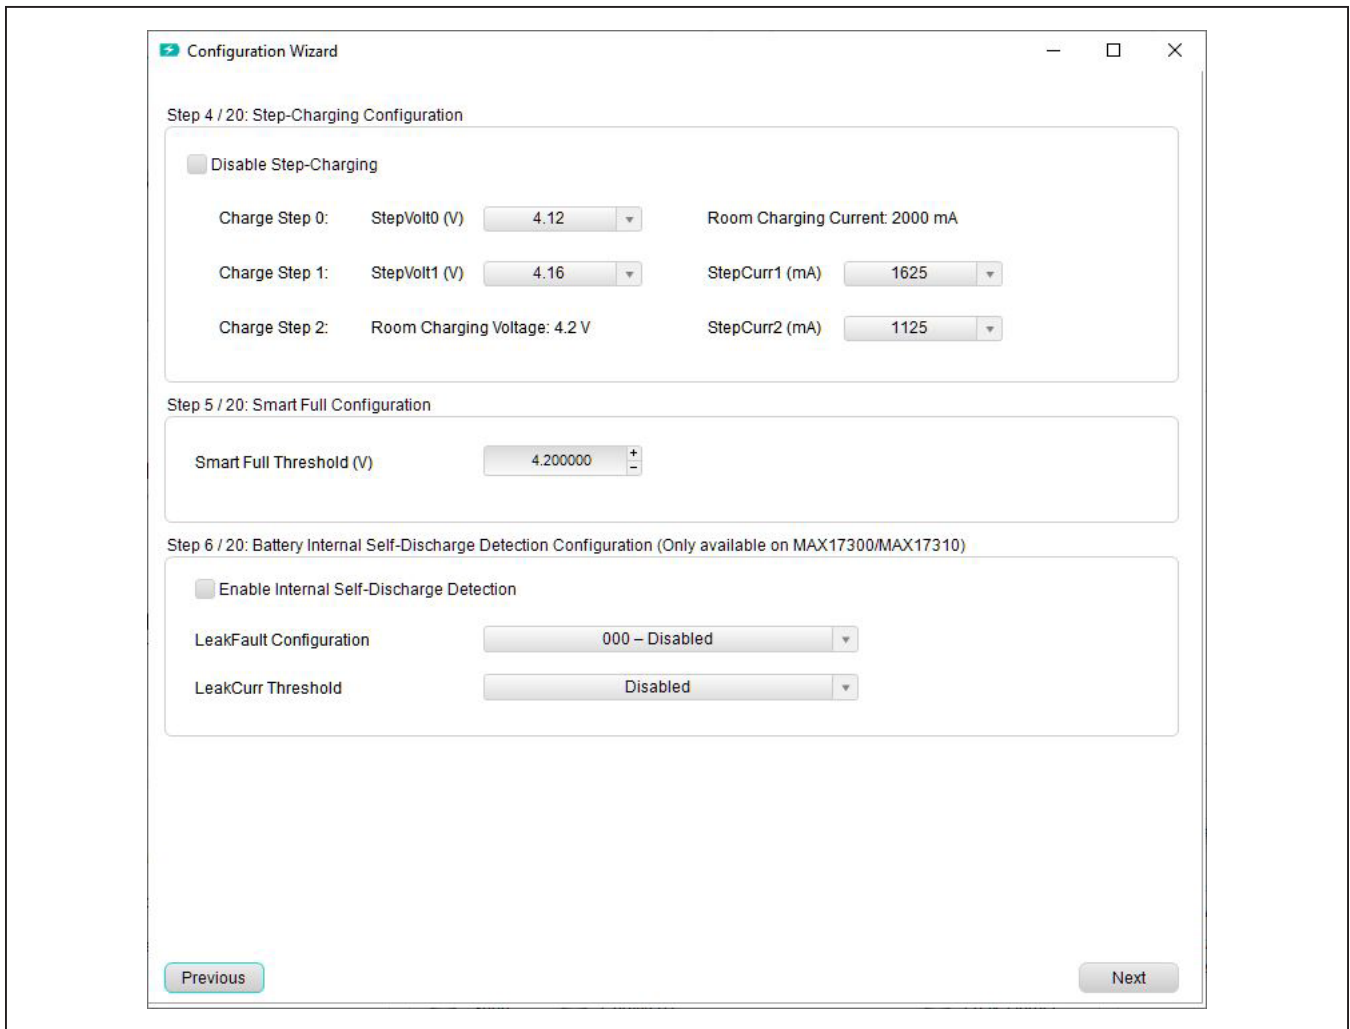 Configuration Wizard
Step 4 / 20: Step-Charging Configuration
Disable Step-Charging
Charge Step 0: StepVolt0 (V) 4.12 Room Charging Current: 2000 mA
Charge Step 1: StepVolt1 (V) 4.16 StepCurr1 (mA) 1625
Charge Step 2: Room Charging Voltage: 4.2 V StepCurr2 (mA) 1125
Step 5 / 20: Smart Full Configuration
Smart Full Threshold (V) 4.200000
Step 6 / 20: Battery Internal Self-Discharge Detection Configuration (Only available on MAX17300/MAX17310)
Enable Internal Self-Discharge Detection
LeakFault Configuration 000 – Disabled
LeakCurr Threshold Disabled
Previous Next